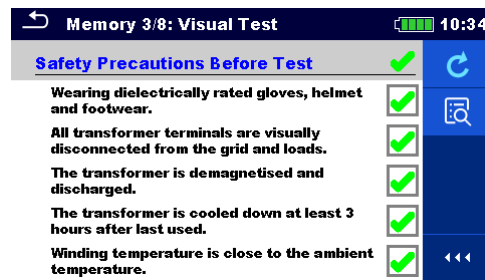 Memory 3/8: Visual Test
10:34
Safety Precautions Before Test
Wearing dielectrically rated gloves, helmet
and footwear.
All transformer terminals are visually
disconnected from the grid and loads.
The transformer is demagnetised and
discharged.
The transformer is cooled down at least 3
hours after last used.
Winding temperature is close to the ambient
temperature.